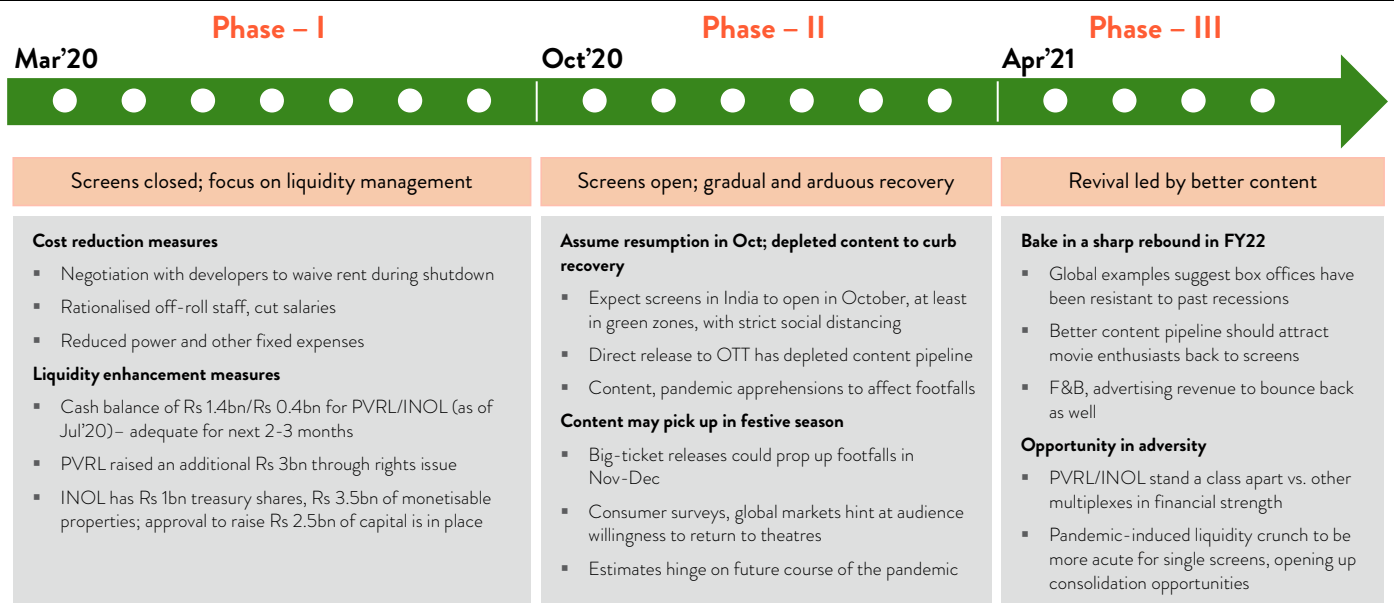 Phase – I
Mar'20
Phase – II
Oct'20
Phase – III
Apr'21
Screens closed; focus on liquidity management
Cost reduction measures
▪ Negotiation with developers to waive rent during shutdown
▪ Rationalised off-roll staff, cut salaries
▪ Reduced power and other fixed expenses
Liquidity enhancement measures
▪ Cash balance of Rs 1.4bn/Rs 0.4bn for PVRL/INOL (as of
Jul'20)– adequate for next 2-3 months
▪ PVRL raised an additional Rs 3bn through rights issue
▪ INOL has Rs 1bn treasury shares, Rs 3.5bn of monetisable
properties; approval to raise Rs 2.5bn of capital is in place
Screens open; gradual and arduous recovery
Assume resumption in Oct; depleted content to curb
recovery
▪ Expect screens in India to open in October, at least
in green zones, with strict social distancing
▪ Direct release to OTT has depleted content pipeline
▪ Content, pandemic apprehensions to affect footfalls
Content may pick up in festive season
▪ Big-ticket releases could prop up footfalls in
Nov-Dec
▪ Consumer surveys, global markets hint at audience
willingness to return to theatres
▪ Estimates hinge on future course of the pandemic
Revival led by better content
Bake in a sharp rebound in FY22
▪ Global examples suggest box offices have
been resistant to past recessions
▪ Better content pipeline should attract
movie enthusiasts back to screens
▪ F&B, advertising revenue to bounce back
as well
Opportunity in adversity
▪ PVRL/INOL stand a class apart vs. other
multiplexes in financial strength
▪ Pandemic-induced liquidity crunch to be
more acute for single screens, opening up
consolidation opportunities